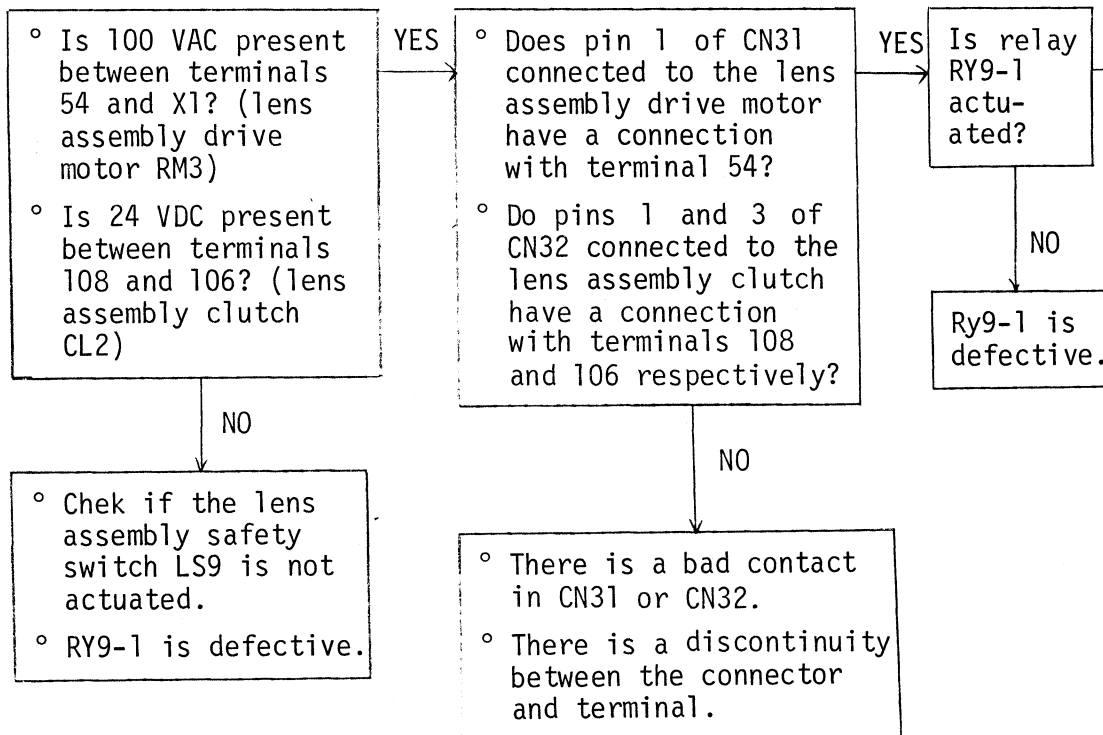 ° Is 100 VAC present
between terminals
54 and X1? (lens
assembly drive
motor RM3)
° Is 24 VDC present
between terminals
108 and 106? (lens
assembly clutch
CL2)
YES
° Does pin 1 of CN31
connected to the lens
assembly drive motor
have a connection
with terminal 54?
° Do pins 1 and 3 of
CN32 connected to the
lens assembly clutch
have a connection
with terminals 108
and 106 respectively?
YES
Is relay
RY9-1
actu-
ated?
NO
Ry9-1 is
defective.
NO
° Chek if the lens
assembly safety
switch LS9 is not
actuated.
° RY9-1 is defective.
NO
° There is a bad contact
in CN31 or CN32.
° There is a discontinuity
between the connector
and terminal.